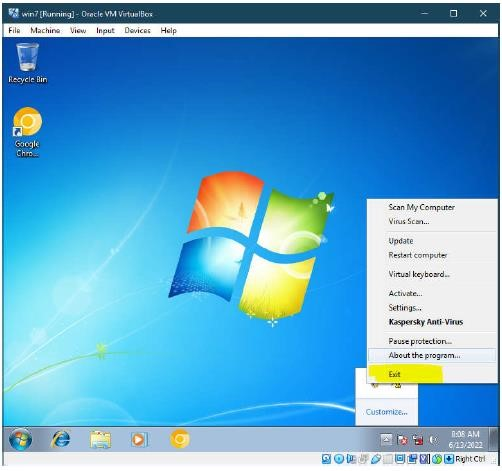 win7 [Running] - Oracle VM VirtualBox
File Machine View Input Devices Help
Recycle Bin
Google
Chro...
Scan My Computer
Virus Scan...
Update
Restart computer
Virtual keyboard...
Activate...
Settings...
Kaspersky Anti-Virus
Pause protection...
About the program...
Exit
Customize...
8:08 AM
6/13/2022
Right Ctrl